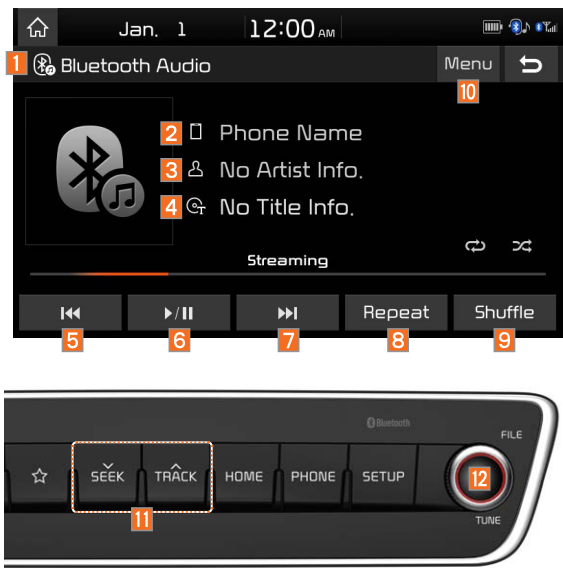 Jan. 1 12:00 AM
1 Bluetooth Audio Menu
10
2 Phone Name
3 No Artist Info.
4 No Title Info.
Streaming
▶/II Repeat Shuffle
5 6 7 8 9
Bluetooth
FILE
SEEK TRACK HOME PHONE SETUP
12
11
TUNE